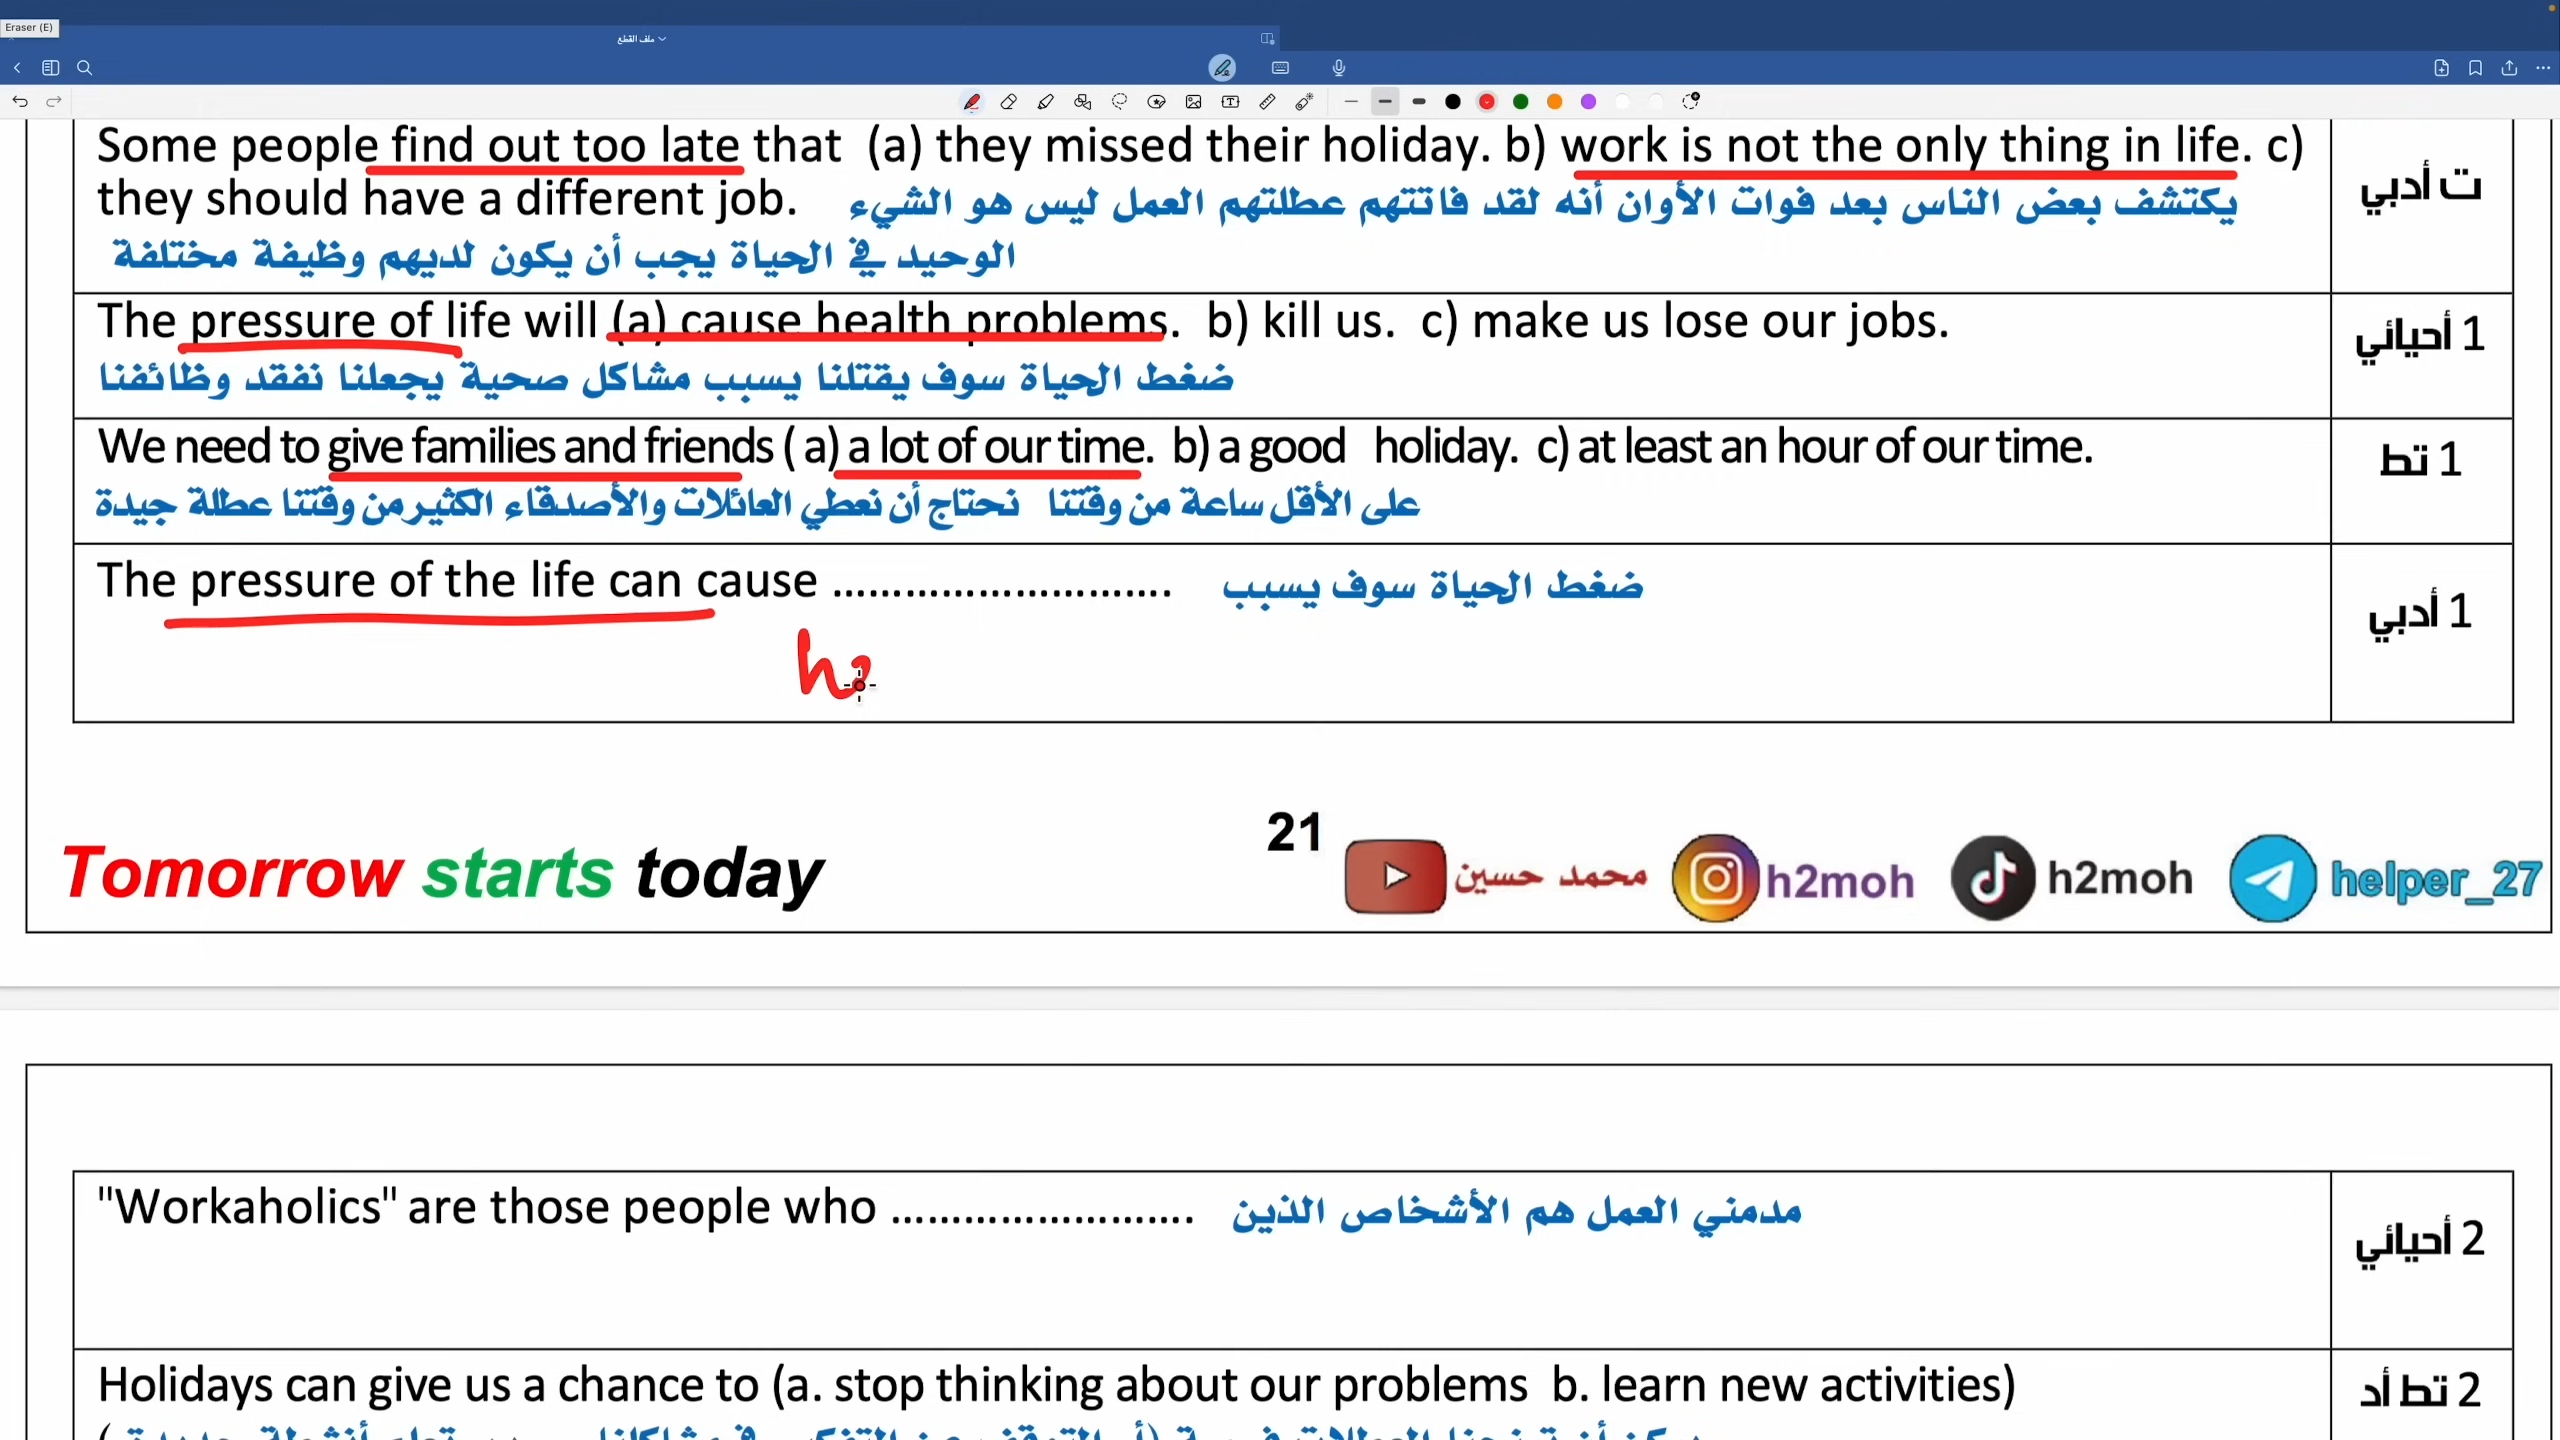 Eraser (E)
ملف القطع
Some people find out too late that (a) they missed their holiday. b) work is not the only thing in life. c)
they should have a different job. يكتشف بعض الناس بعد فوات الأوان أنه لقد فاتتهم عطلتهم العمل ليس هو الشيء
الوحيد في الحياة يجب أن يكون لديهم وظيفة مختلفة
ت أدبي
The pressure of life will (a) cause health problems. b) kill us. c) make us lose our jobs.
ضغط الحياة سوف يقتلنا يسبب مشاكل صحية يجعلنا نفقد وظائفنا
1 أحيائي
We need to give families and friends ( a) a lot of our time. b) a good holiday. c) at least an hour of our time.
على الأقل ساعة من وقتنا نحتاج أن نعطي العائلات والأصدقاء الكثير من وقتنا عطلة جيدة
1 تط
The pressure of the life can cause ............................ ضغط الحياة سوف يسبب
1 أدبي
Tomorrow starts today
21
محمد حسين
h2moh
h2moh
helper_27
"Workaholics" are those people who ......................... مدمني العمل هم الأشخاص الذين
2 أحيائي
Holidays can give us a chance to (a. stop thinking about our problems b. learn new activities)
2 تط أد